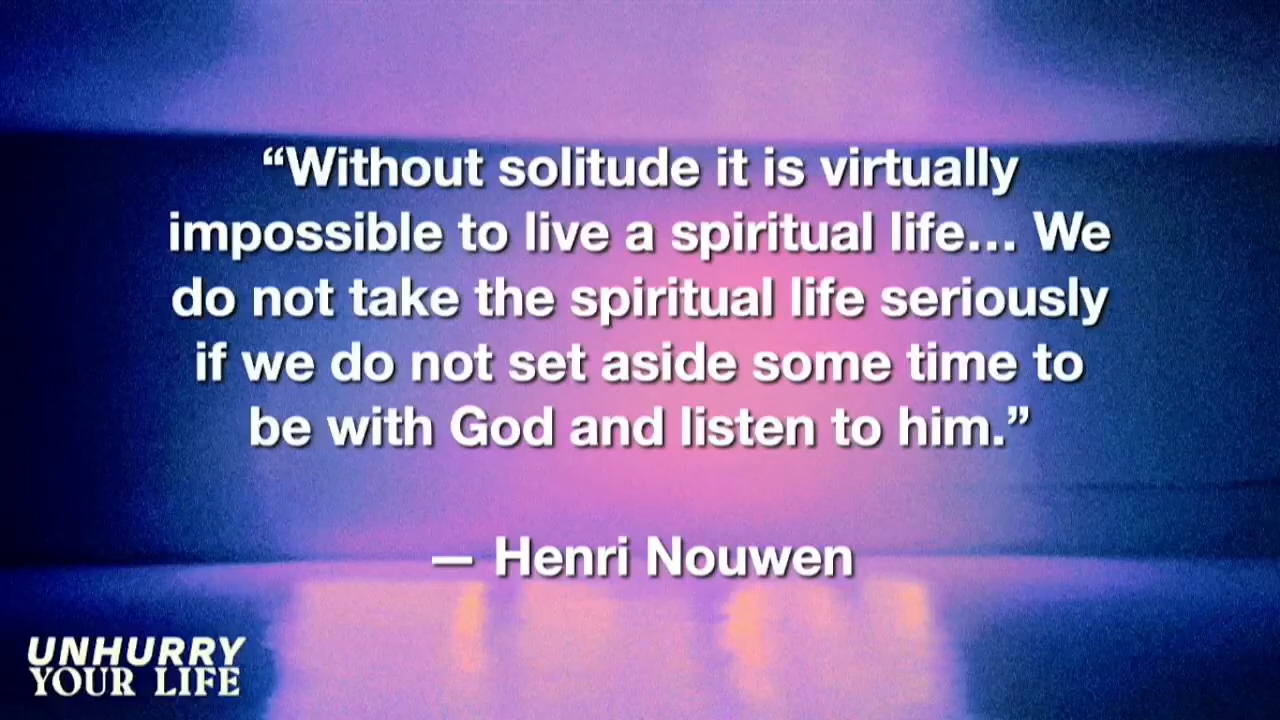 “Without solitude it is virtually
impossible to live a spiritual life... We
do not take the spiritual life seriously
if we do not set aside some time to
be with God and listen to him.”
— Henri Nouwen
UNHURRY
YOUR LIFE